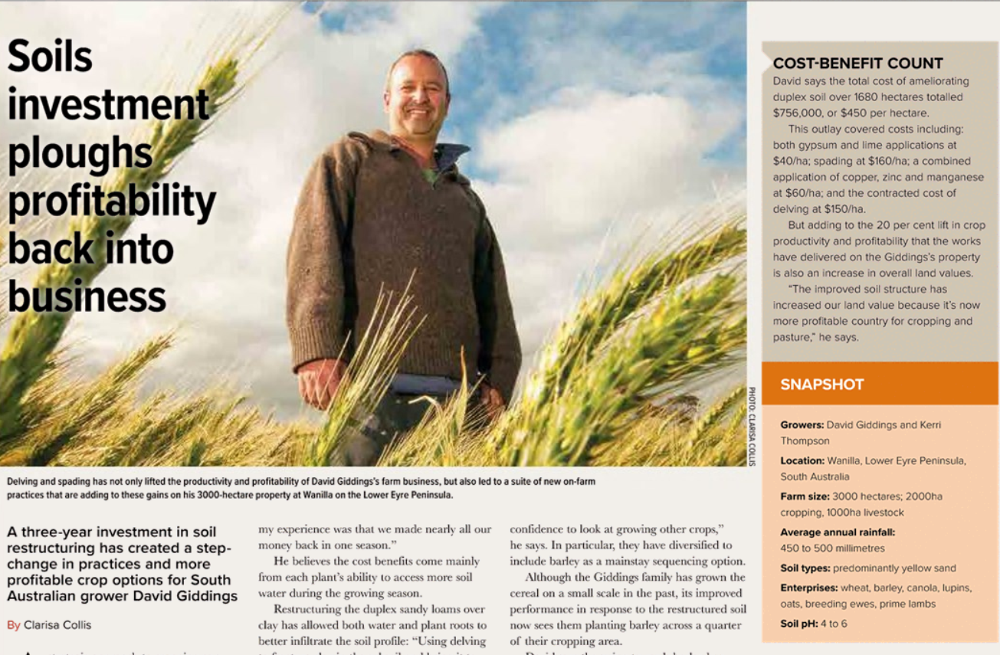 Soils
investment
ploughs
profitability
back into
business
PHOTO: CLARISA COLLIS
Delving and spading has not only lifted the productivity and profitability of David Giddings's farm business, but also led to a suite of new on-farm
practices that are adding to these gains on his 3000-hectare property at Wanilla on the Lower Eyre Peninsula.
A three-year investment in soil
restructuring has created a step-
change in practices and more
profitable crop options for South
Australian grower David Giddings
By Clarisa Collis
my experience was that we made nearly all our
money back in one season."
He believes the cost benefits come mainly
from each plant's ability to access more soil
water during the growing season.
Restructuring the duplex sandy loams over
clay has allowed both water and plant roots to
better infiltrate the soil profile: "Using delving
confidence to look at growing other crops,"
he says. In particular, they have diversified to
include barley as a mainstay sequencing option.
Although the Giddings family has grown the
cereal on a small scale in the past, its improved
performance in response to the restructured soil
now sees them planting barley across a quarter
of their cropping area.
COST-BENEFIT COUNT
David says the total cost of ameliorating
duplex soil over 1680 hectares totalled
$756,000, or $450 per hectare.
This outlay covered costs including:
both gypsum and lime applications at
$40/ha; spading at $160/ha; a combined
application of copper, zinc and manganese
at $60/ha; and the contracted cost of
delving at $150/ha.
But adding to the 20 per cent lift in crop
productivity and profitability that the works
have delivered on the Giddings's property
is also an increase in overall land values.
"The improved soil structure has
increased our land value because it's now
more profitable country for cropping and
pasture," he says.
SNAPSHOT
Growers: David Giddings and Kerri
Thompson
Location: Wanilla, Lower Eyre Peninsula,
South Australia
Farm size: 3000 hectares; 2000ha
cropping, 1000ha livestock
Average annual rainfall:
450 to 500 millimetres
Soil types: predominantly yellow sand
Enterprises: wheat, barley, canola, lupins,
oats, breeding ewes, prime lambs
Soil pH: 4 to 6